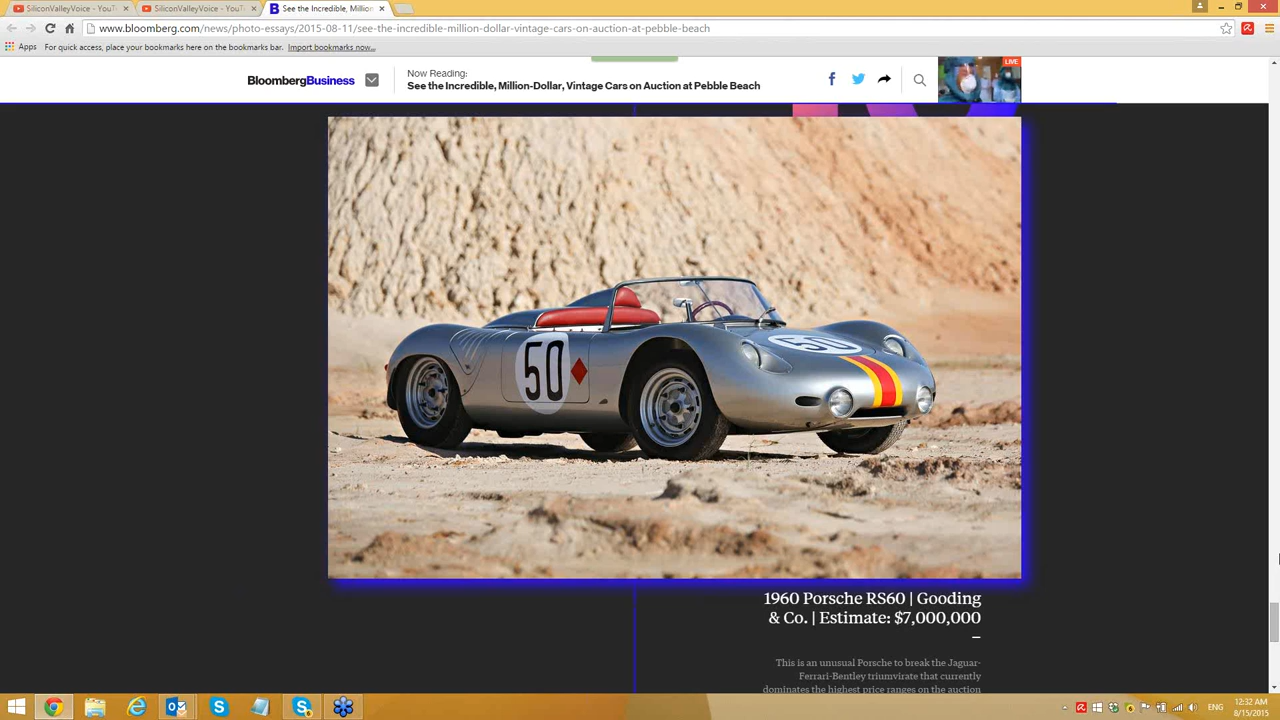 SiliconValleyVoice - YouT
SiliconValleyVoice - YouT
See the Incredible, Million
www.bloomberg.com/news/photo-essays/2015-08-11/see-the-incredible-million-dollar-vintage-cars-on-auction-at-pebble-beach
Apps For quick access, place your bookmarks here on the bookmarks bar. Import bookmarks now...
BloombergBusiness
Now Reading:
See the Incredible, Million-Dollar, Vintage Cars on Auction at Pebble Beach
LIVE
50
50
1960 Porsche RS60 | Gooding
& Co. | Estimate: $7,000,000
–
This is an unusual Porsche to break the Jaguar-
Ferrari-Bentley triumvirate that currently
dominates the highest price ranges on the auction
ENG
12:32 AM
8/15/2015